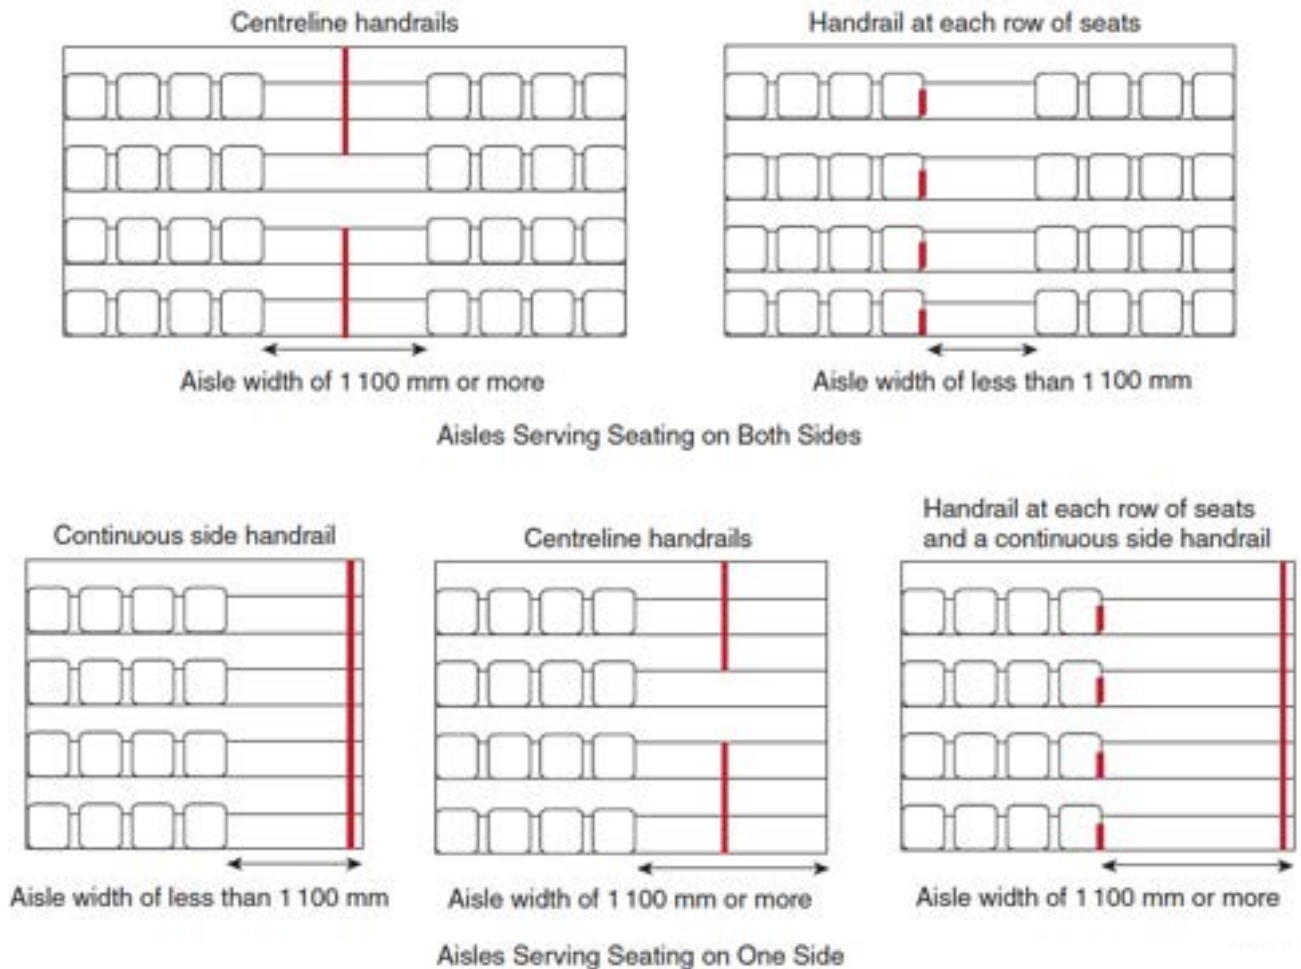 Centreline handrails
Handrail at each row of seats
Aisle width of 1 100 mm or more
Aisle width of less than 1 100 mm
Aisles Serving Seating on Both Sides
Continuous side handrail
Centreline handrails
Handrail at each row of seats
and a continuous side handrail
Aisle width of less than 1 100 mm
Aisle width of 1 100 mm or more
Aisle width of 1 100 mm or more
Aisles Serving Seating on One Side